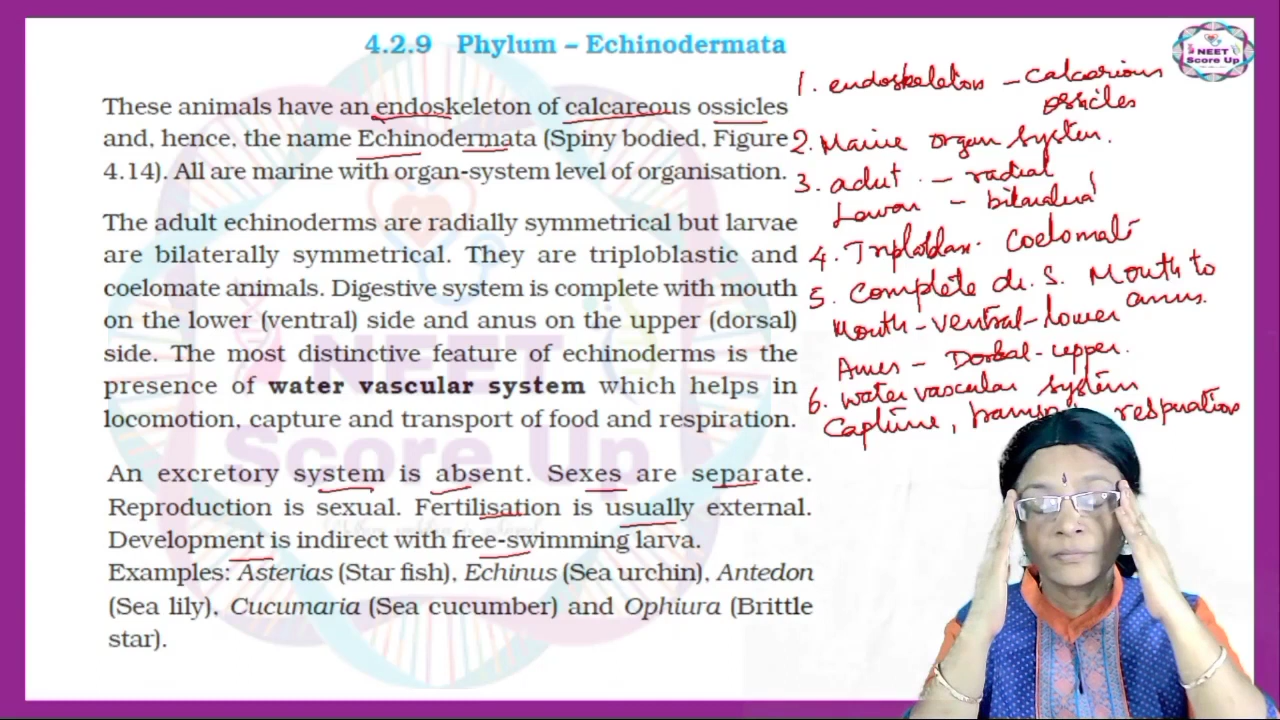 4.2.9 Phylum – Echinodermata
NEET
Score Up
These animals have an endoskeleton of calcareous ossicles
and, hence, the name Echinodermata (Spiny bodied, Figure
4.14). All are marine with organ-system level of organisation.
The adult echinoderms are radially symmetrical but larvae
are bilaterally symmetrical. They are triploblastic and
coelomate animals. Digestive system is complete with mouth
on the lower (ventral) side and anus on the upper (dorsal)
side. The most distinctive feature of echinoderms is the
presence of water vascular system which helps in
locomotion, capture and transport of food and respiration.
An excretory system is absent. Sexes are separate.
Reproduction is sexual. Fertilisation is usually external.
Development is indirect with free-swimming larva.
Examples: Asterias (Star fish), Echinus (Sea urchin), Antedon
(Sea lily), Cucumaria (Sea cucumber) and Ophiura (Brittle
star).
1. endoskeleton – calcarious
ossicles
2. Marine organ system.
3. adut – radial
– bilateral
4. Coelomate
5. Complete di. S. Mouth to
anus.
Mouth – ventral – lower
Anus – Dorsal – upper.
6. water vascular system
Capture, respiration
NEET
Score Up